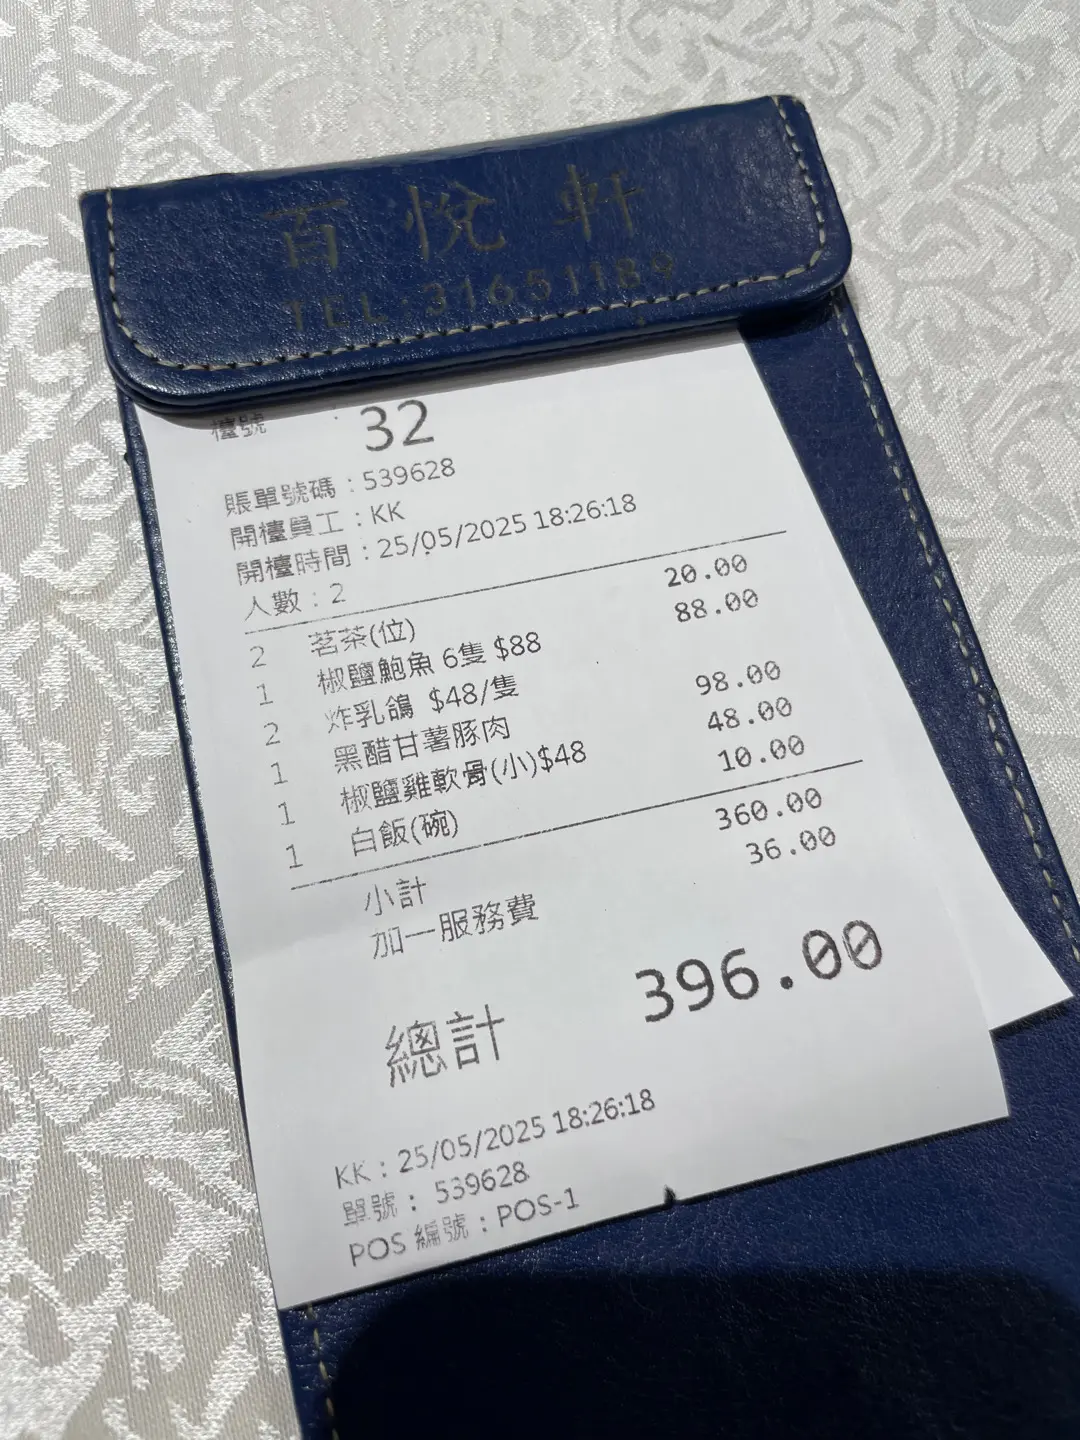 百悅軒
TEL:31651189
檯號 : 32
賬單號碼 : 539628
開檯員工 : KK
開檯時間 : 25/05/2025 18:26:18
人數 : 2
2 茗茶(位) 20.00
1 椒鹽鮑魚 6隻 $88 88.00
2 炸乳鴿 $48/隻
1 黑醋甘薯豚肉 98.00
1 椒鹽雞軟骨(小)$48 48.00
1 白飯(碗) 10.00
小計 360.00
加一服務費 36.00
總計 396.00
KK : 25/05/2025 18:26:18
單號 : 539628
POS 編號 : POS-1